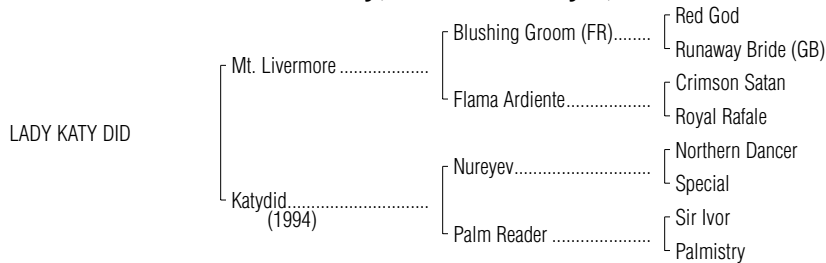 Red God
Blushing Groom (FR)........
Runaway Bride (GB)
Mt. Livermore ....................
Crimson Satan
Flama Ardiente...................
Royal Rafale
LADY KATY DID
Northern Dancer
Nureyev..............................
Special
Katydid................................
(1994)
Sir Ivor
Palm Reader ......................
Palmistry